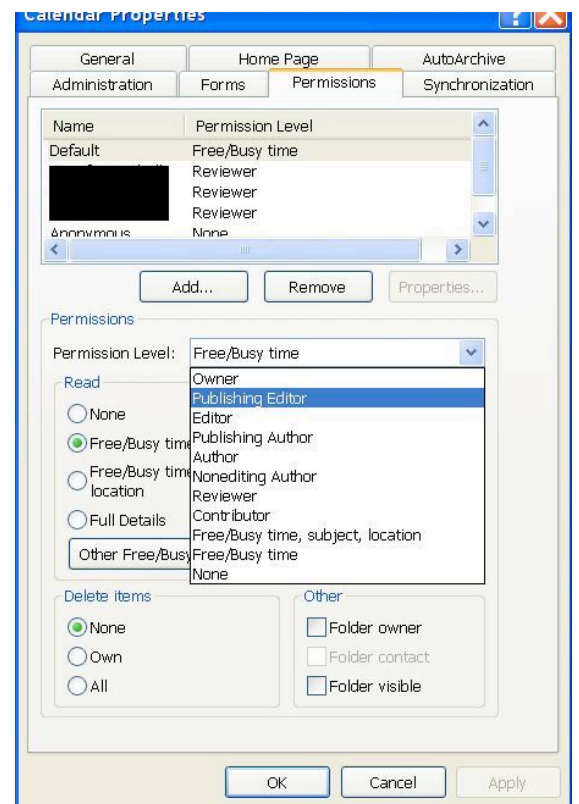 Calendar Properties
General Home Page AutoArchive
Administration Forms Permissions Synchronization
Name Permission Level
Default Free/Busy time
Reviewer
Reviewer
Reviewer
Anonymous None
Add... Remove Properties...
Permissions
Permission Level: Free/Busy time
Read
Owner
Publishing Editor
None
Editor
Free/Busy time
Publishing Author
Author
Free/Busy time
location
Nonediting Author
Reviewer
Full Details
Contributor
Free/Busy time, subject, location
Other Free/Busy
Free/Busy time
None
Delete items Other
None Folder owner
Own Folder contact
All Folder visible
OK Cancel Apply